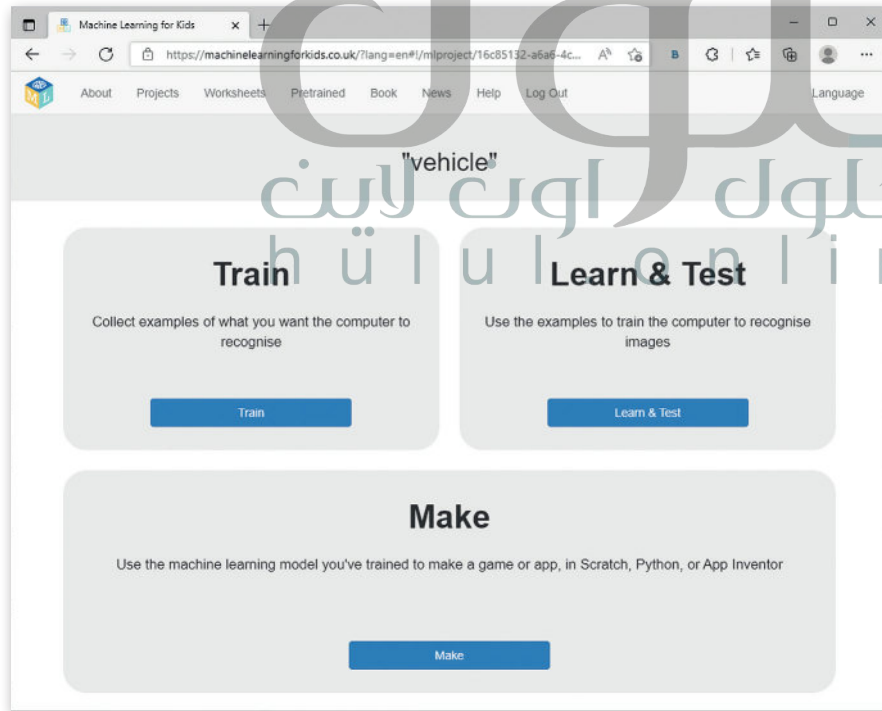 Machine Learning for Kids
https://machinelearningforkids.co.uk/?lang=en#!/mlproject/16c85132-a6a6-4c...
About Projects Worksheets Pretrained Book News Help Log Out Language
"vehicle"
حلول اون لاين
hülul onlin
Train
Collect examples of what you want the computer to
recognise
Train
Learn & Test
Use the examples to train the computer to recognise
images
Learn & Test
Make
Use the machine learning model you've trained to make a game or app, in Scratch, Python, or App Inventor
Make